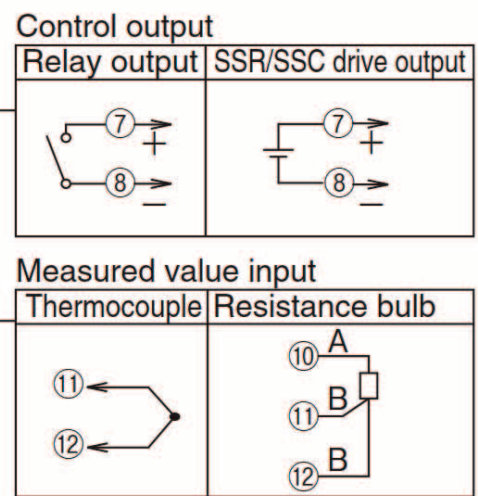 Control output
Relay output SSR/SSC drive output
7 7
+ +
8 8
− −
Measured value input
Thermocouple Resistance bulb
10 A
11 11 B
12 12 B